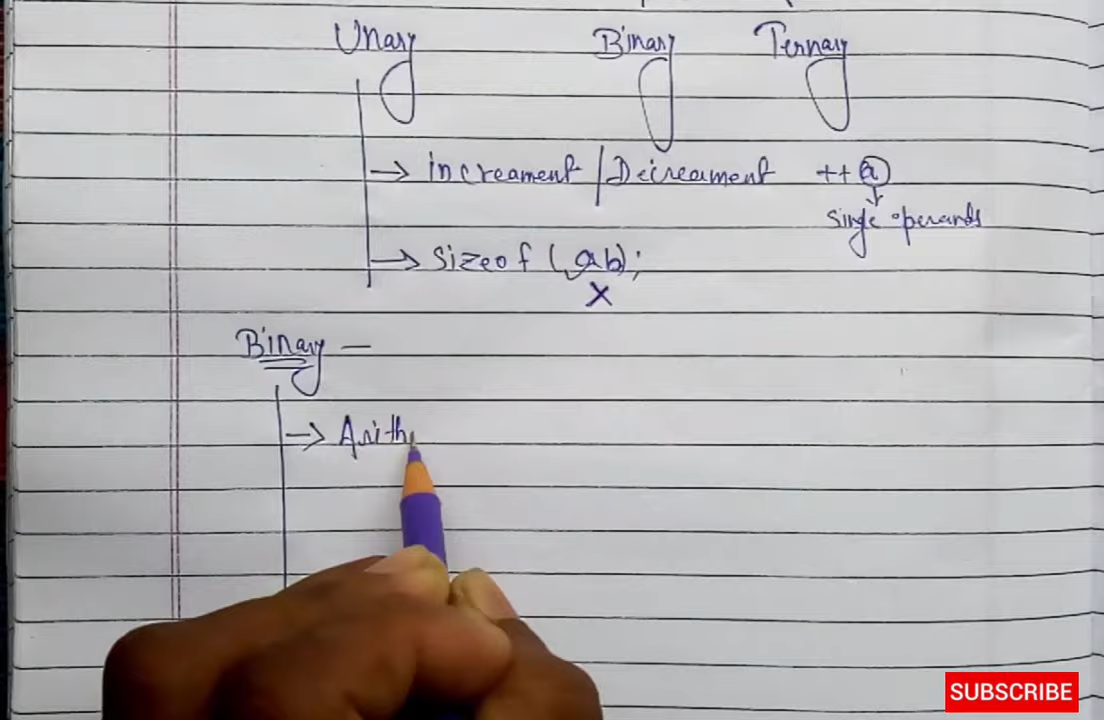 Unary Binary Ternary
→ increament / Decreament ++ a
single operands
→ Sizeof (ab);
X
Binary —
→ Arith
SUBSCRIBE